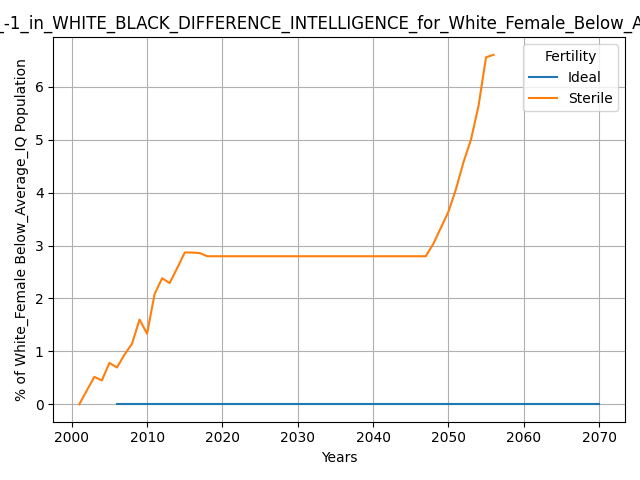 _-1_in_WHITE_BLACK_DIFFERENCE_INTELLIGENCE_for_White_Female_Below_A
Fertility
Ideal
Sterile
% of White_Female Below_Average_IQ Population
6
5
4
3
2
1
0
2000 2010 2020 2030 2040 2050 2060 2070
Years